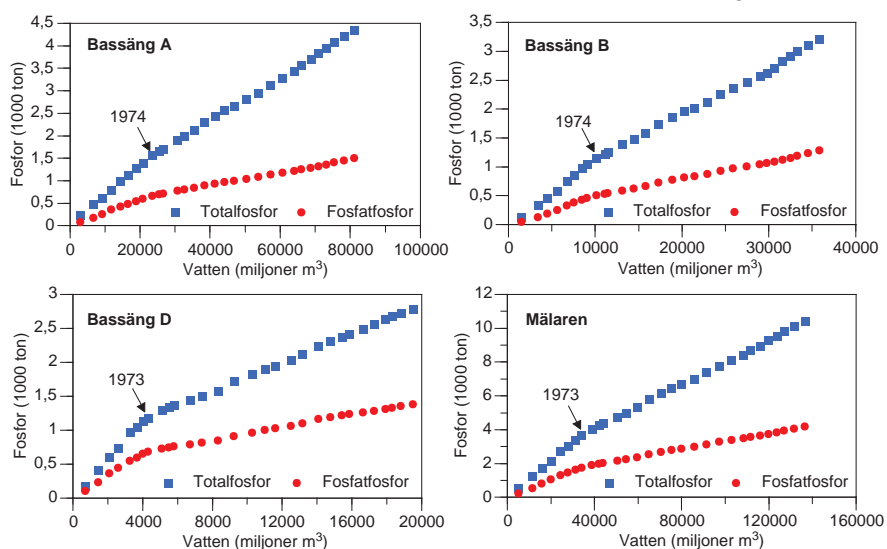 Bassäng A
Fosfor (1000 ton)
4,5
4
3,5
3
2,5
2
1,5
1
0,5
0
1974
Totalfosfor Fosfatfosfor
0 20000 40000 60000 80000 100000
Vatten (miljoner m³)
Bassäng B
Fosfor (1000 ton)
3,5
3
2,5
2
1,5
1
0,5
0
1974
Totalfosfor Fosfatfosfor
0 10000 20000 30000 40000
Vatten (miljoner m³)
Bassäng D
Fosfor (1000 ton)
3
2,5
2
1,5
1
0,5
0
1973
Totalfosfor Fosfatfosfor
0 4000 8000 12000 16000 20000
Vatten (miljoner m³)
Mälaren
Fosfor (1000 ton)
12
10
8
6
4
2
0
1973
Totalfosfor Fosfatfosfor
0 40000 80000 120000 160000
Vatten (miljoner m³)